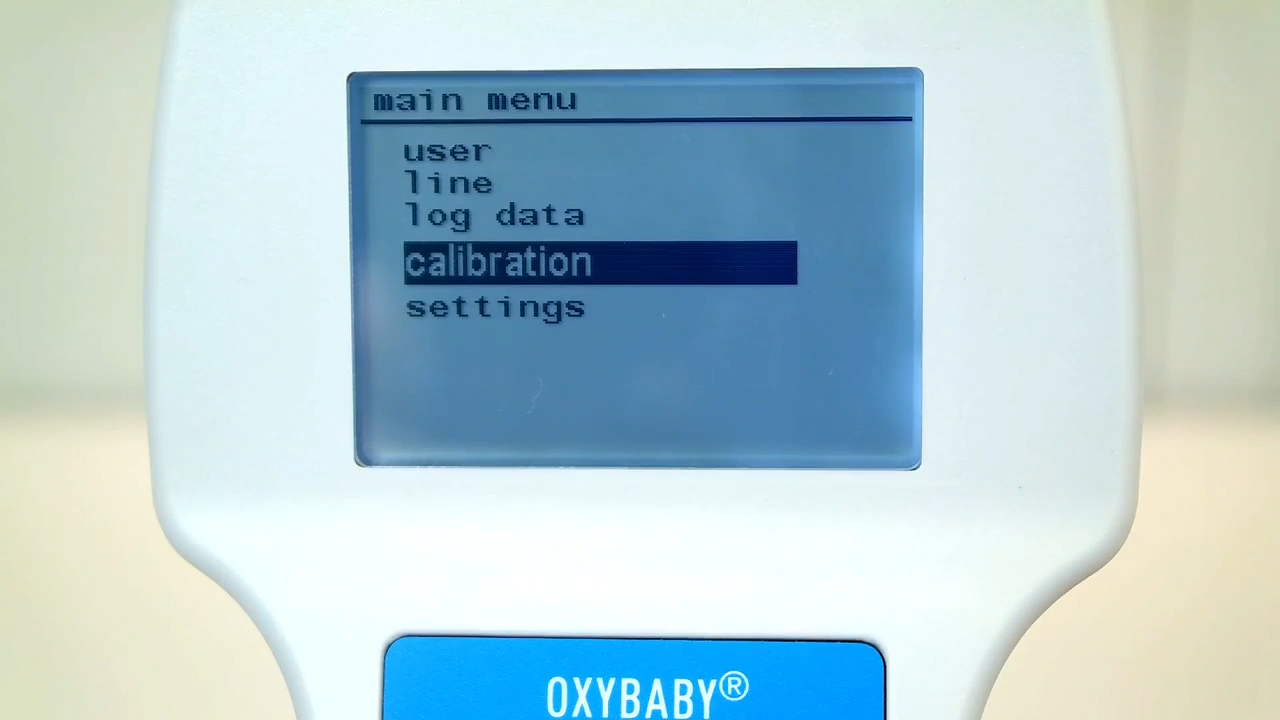 main menu
user
line
log data
calibration
settings
OXYBABY®